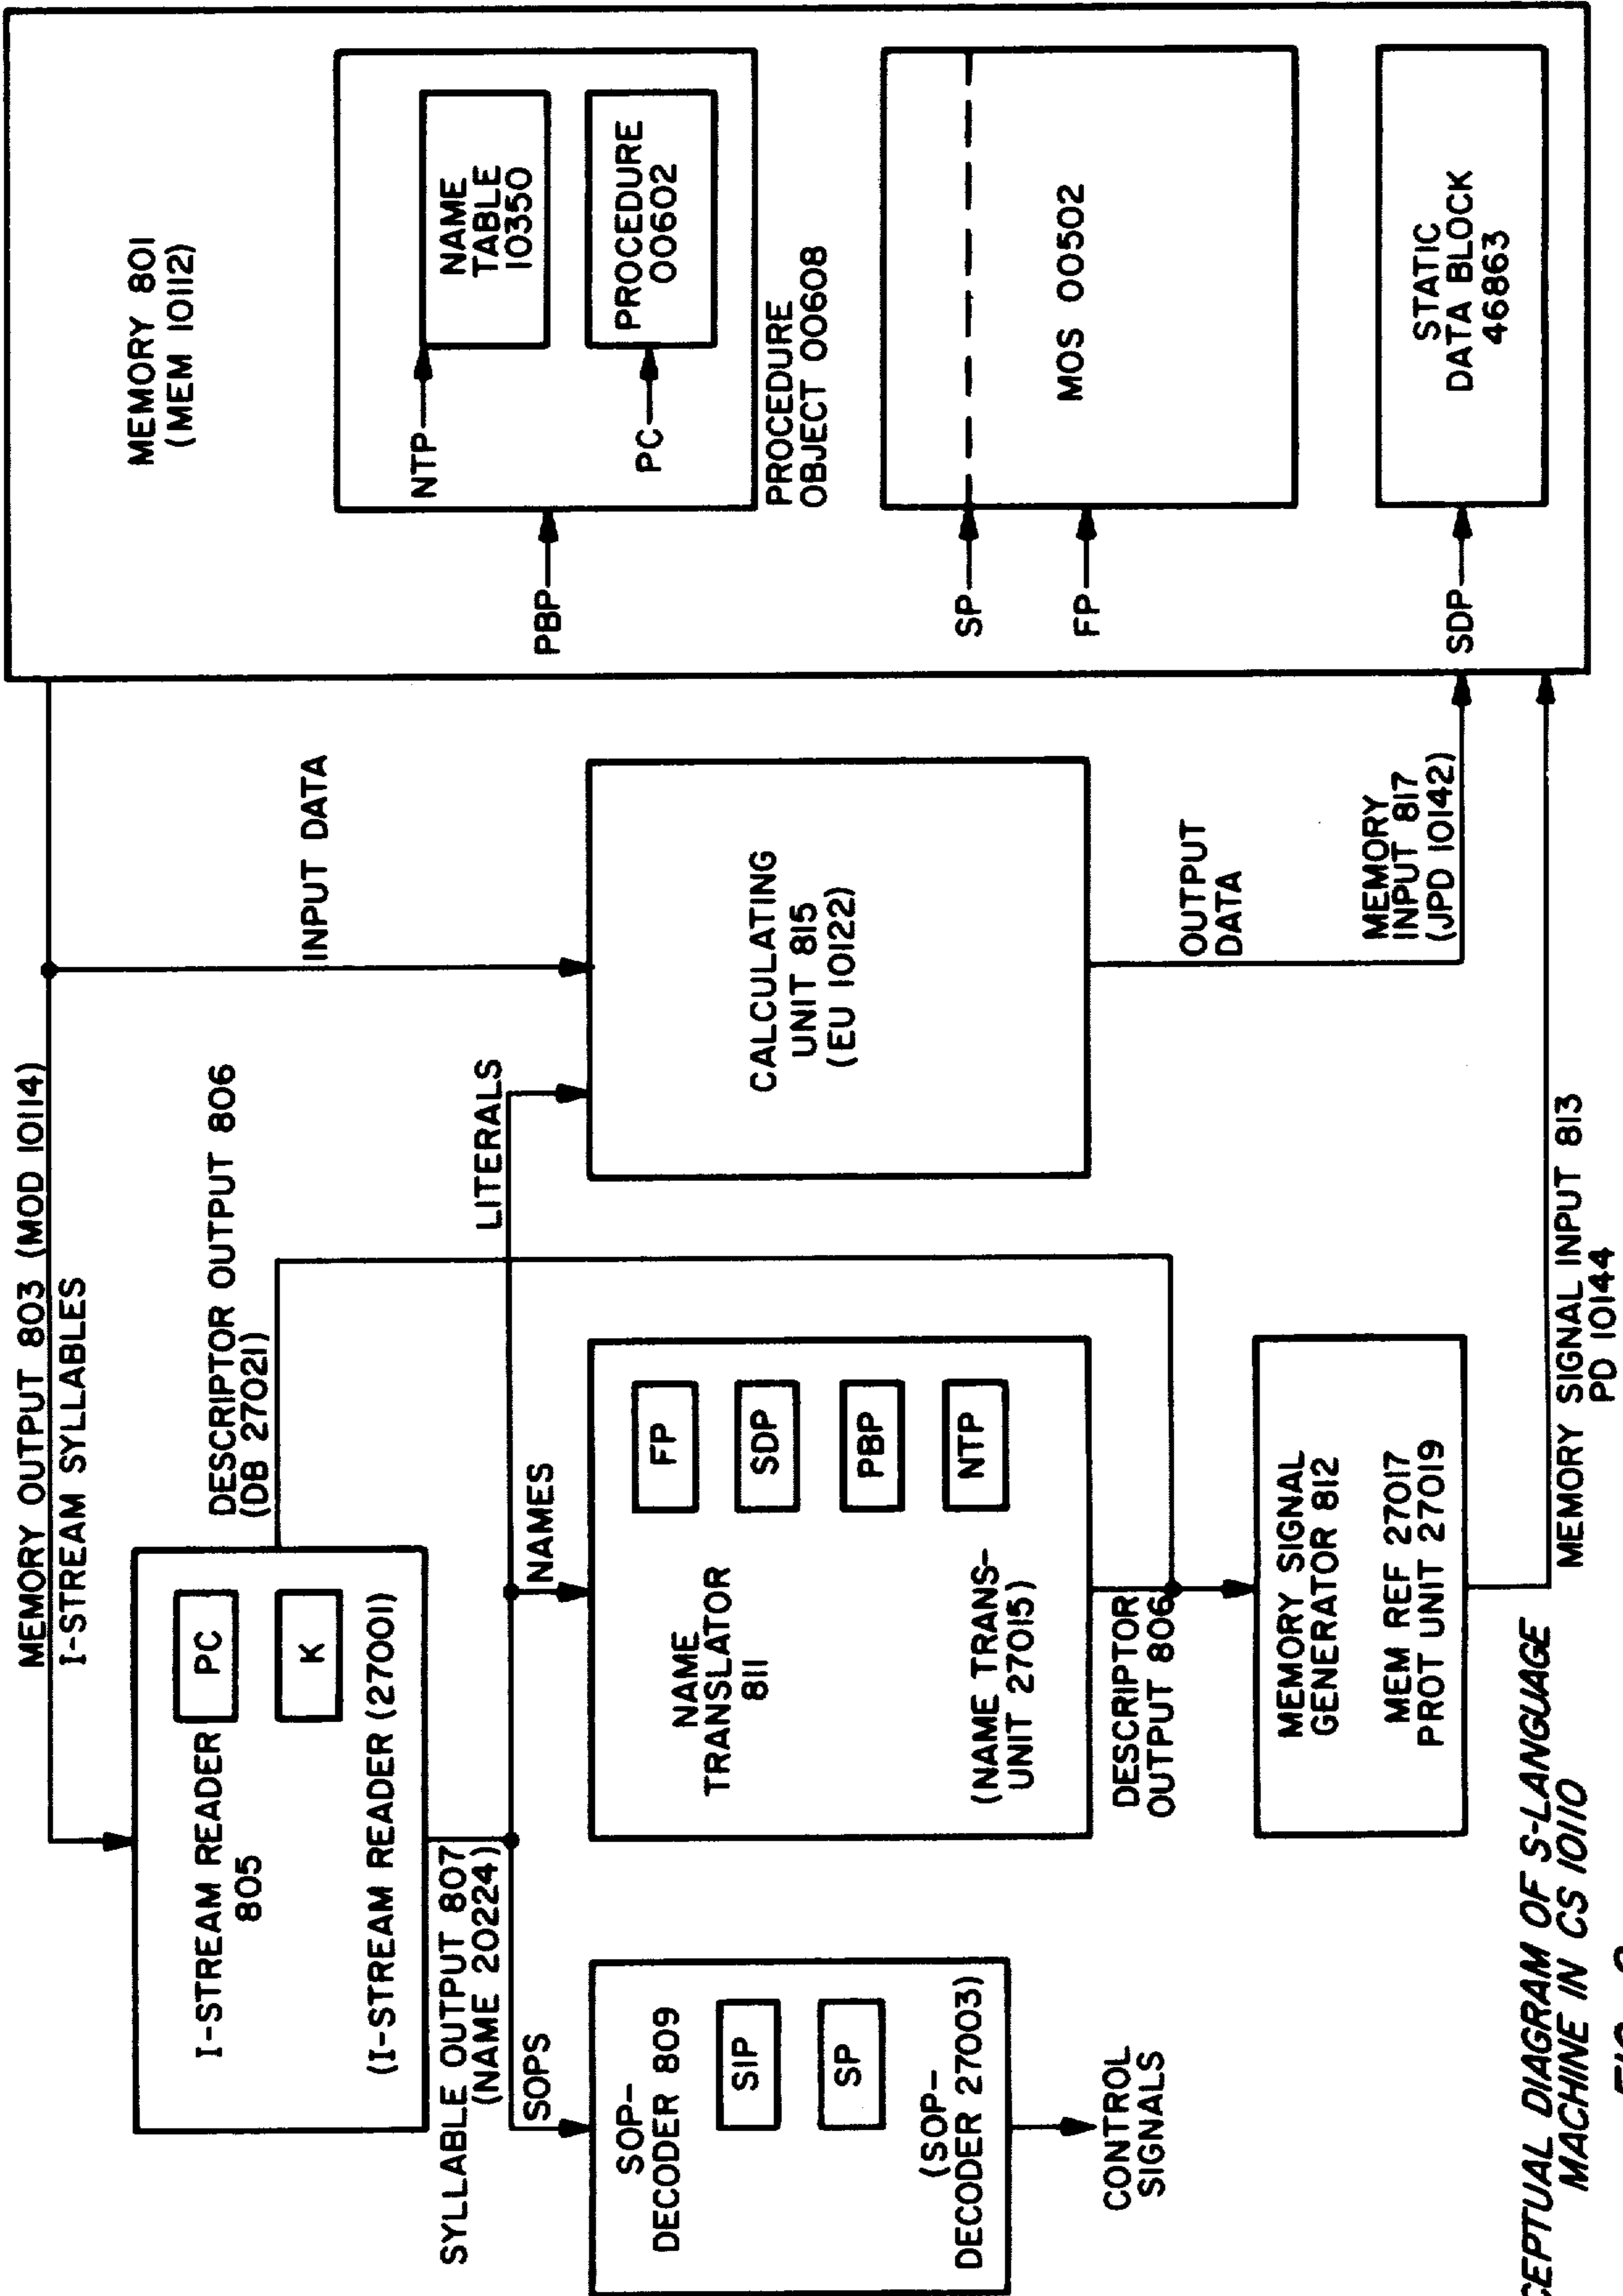 MEMORY OUTPUT 803 (MOD 10114)
I-STREAM SYLLABLES
I-STREAM READER
805
PC
K
(I-STREAM READER (27001)
DESCRIPTOR OUTPUT 806
(DB 27021)
SYLLABLE OUTPUT 807
(NAME 20224)
SOPS
NAMES
LITERALS
INPUT DATA
SOP-
DECODER 809
SIP
SP
(SOP-
DECODER 27003)
CONTROL
SIGNALS
NAME
TRANSLATOR
811
FP
SDP
PBP
NTP
(NAME TRANS-
UNIT 27015)
DESCRIPTOR
OUTPUT 806
MEMORY SIGNAL
GENERATOR 812
MEM REF 27017
PROT UNIT 27019
MEMORY SIGNAL INPUT 813
PD 10144
CALCULATING
UNIT 815
(EU 10122)
OUTPUT
DATA
MEMORY
INPUT 817
(JPD 10142)
MEMORY 801
(MEM 10112)
NTP
NAME
TABLE
10350
PC
PROCEDURE
00602
PBP
PROCEDURE
OBJECT 00608
SP
FP
MOS 00502
SDP
STATIC
DATA BLOCK
46863
CEPTUAL DIAGRAM OF S-LANGUAGE
MACHINE IN CS 10110